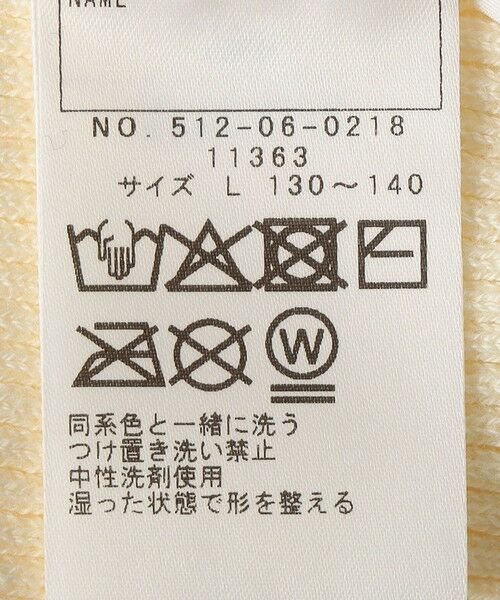 NAME
NO. 512-06-0218
11363
サイズ L 130～140
W
同系色と一緒に洗う
つけ置き洗い禁止
中性洗剤使用
湿った状態で形を整える